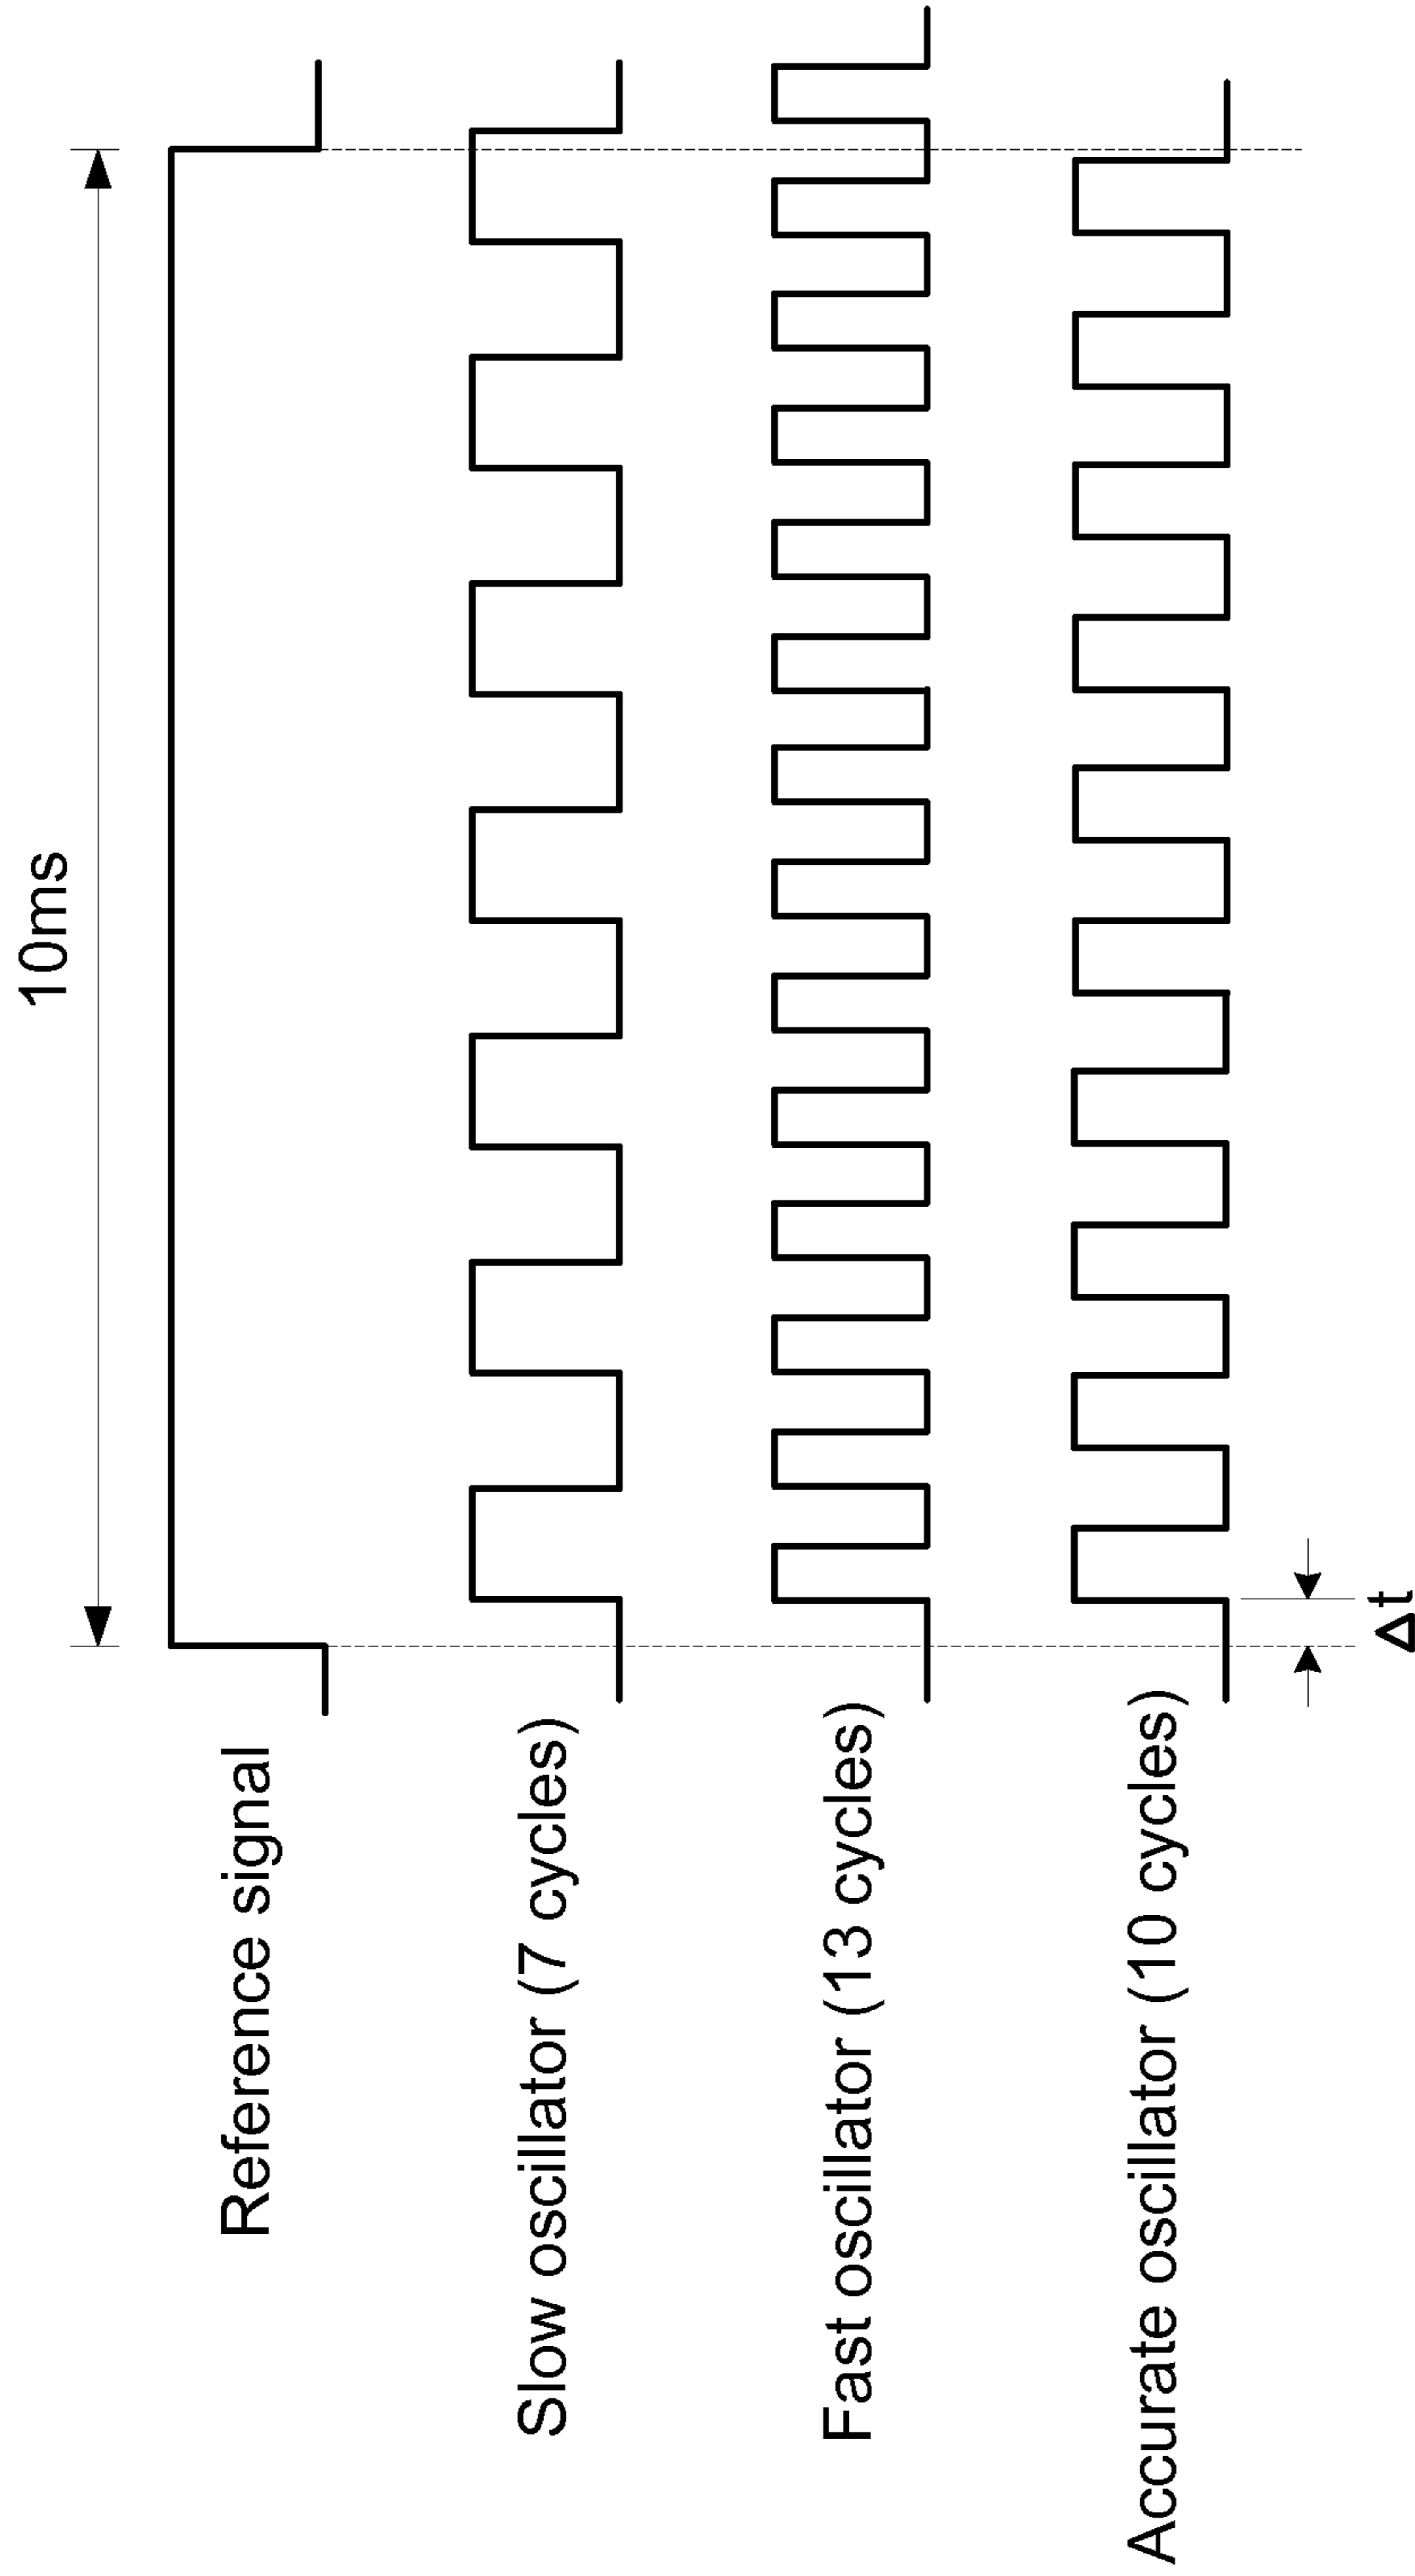 10ms
Reference signal
Slow oscillator (7 cycles)
Fast oscillator (13 cycles)
Accurate oscillator (10 cycles)
Δt